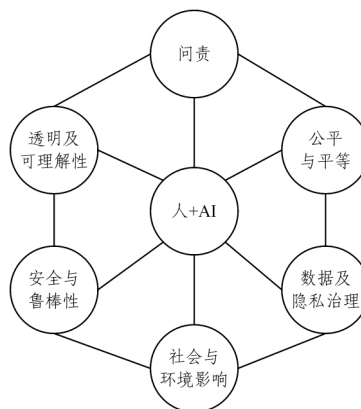 问责
透明及
可理解性
公平
与平等
人+AI
安全与
鲁棒性
数据及
隐私治理
社会与
环境影响